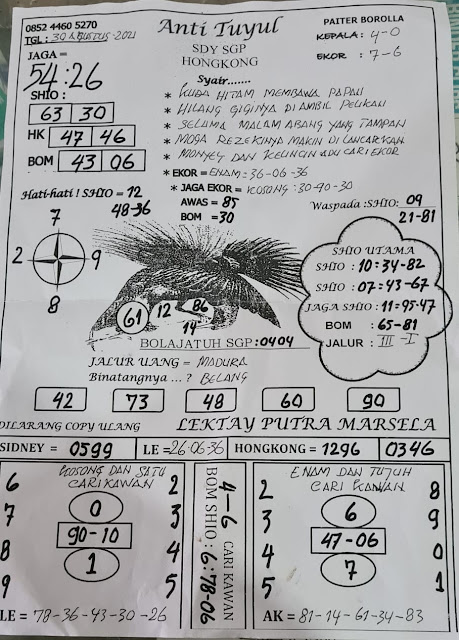 0852 4460 5270
TGL : 30 AGUSTUS - 2021
Anti Tuyul
PAITER BOROLLA
KEPALA : 4-0
EKOR : 7-6
SDY SGP
HONGKONG
JAGA =
54:26
SHIO :
63 30
HK 47 46
BOM 43 06
Syair.......
* KUDA HITAM MEMBAWA PAPAN
* HILANG GIGINYA DI AMBIL PELIKAN
* SELUMA MALAM ABANG YANG TAMPAN
* MOGA REZEKINYA MAKIN DI LANCARKAN
* MONYEG DAN KELINGIN ADU CARI EKOR
* EKOR = ENAM : 36-06-36
* JAGA EKOR = KOSONG : 30-90-30
Hati-hati ! SHIO = 12
48-36
AWAS = 85
BOM =30
Waspada :SHIO: 09
21-81
7
2 9
8
61 12 86
14
SHIO UTAMA
SHIO : 10:34-82
SHIO : 07:43-67
JAGA SHIO : 11=95-47
BOM : 65-81
JALUR : III - I
BOLAJATUH SGP : 0404
JALUR UANG = MADURA
Binatangnya ... ? BELANG
42 73 48 60 90
DILARANG COPY ULANG
LEKTAY PUTRA MARSELA
SIDNEY = 0599 LE =26-06-36 HONGKONG = 1296 0346
KOSONG DAN SATU
CARI KAWAN
6 2
7 0 3
90-10
8 4
1
9 5
LE = 78-36-43-30-26
BOM SHIO : 6:78-06
4-6 CARI KAWAN
ENAM DAN TUJUH
CARI KAWAN
2 8
3 6 9
47-06
4 0
7
5 1
AK = 81-14-61-34-83